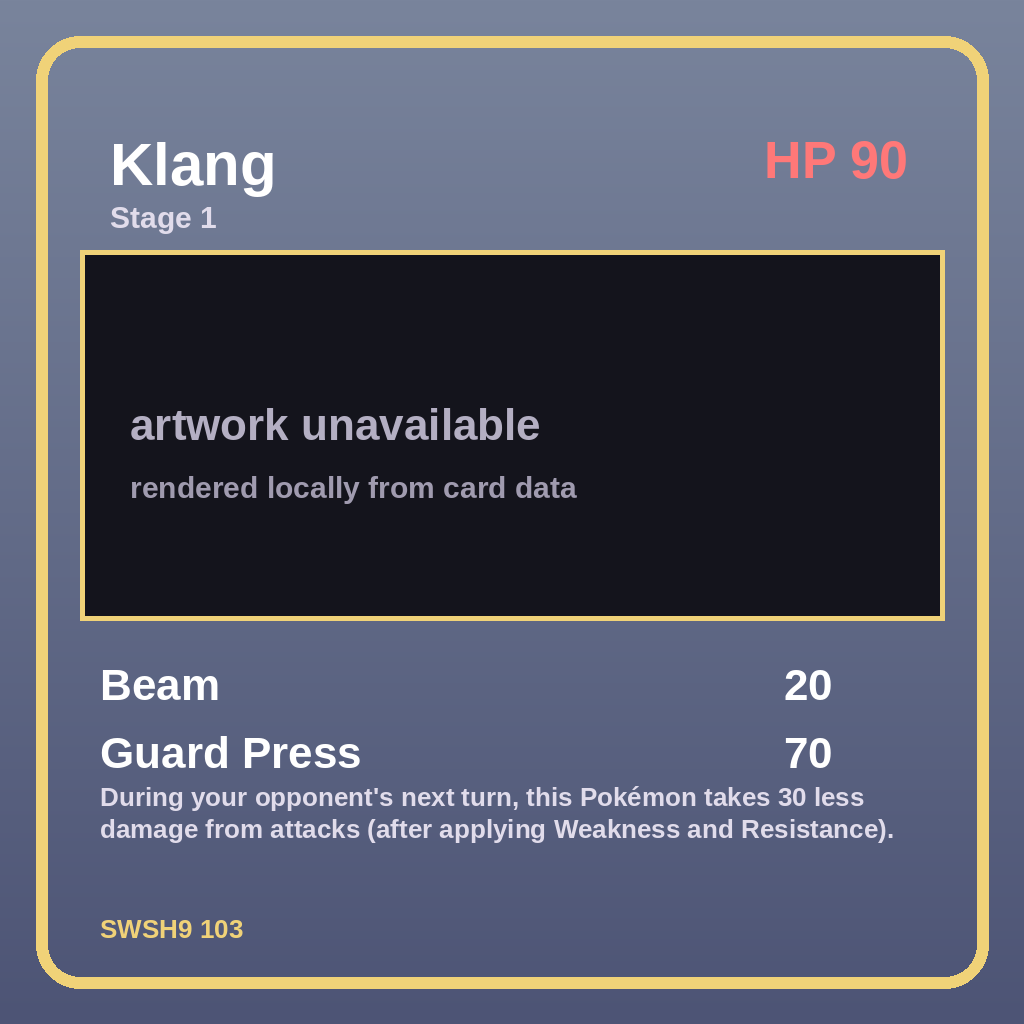 Klang
HP 90
Stage 1
artwork unavailable
rendered locally from card data
Beam 20
Guard Press 70
During your opponent's next turn, this Pokémon takes 30 less
damage from attacks (after applying Weakness and Resistance).
SWSH9 103